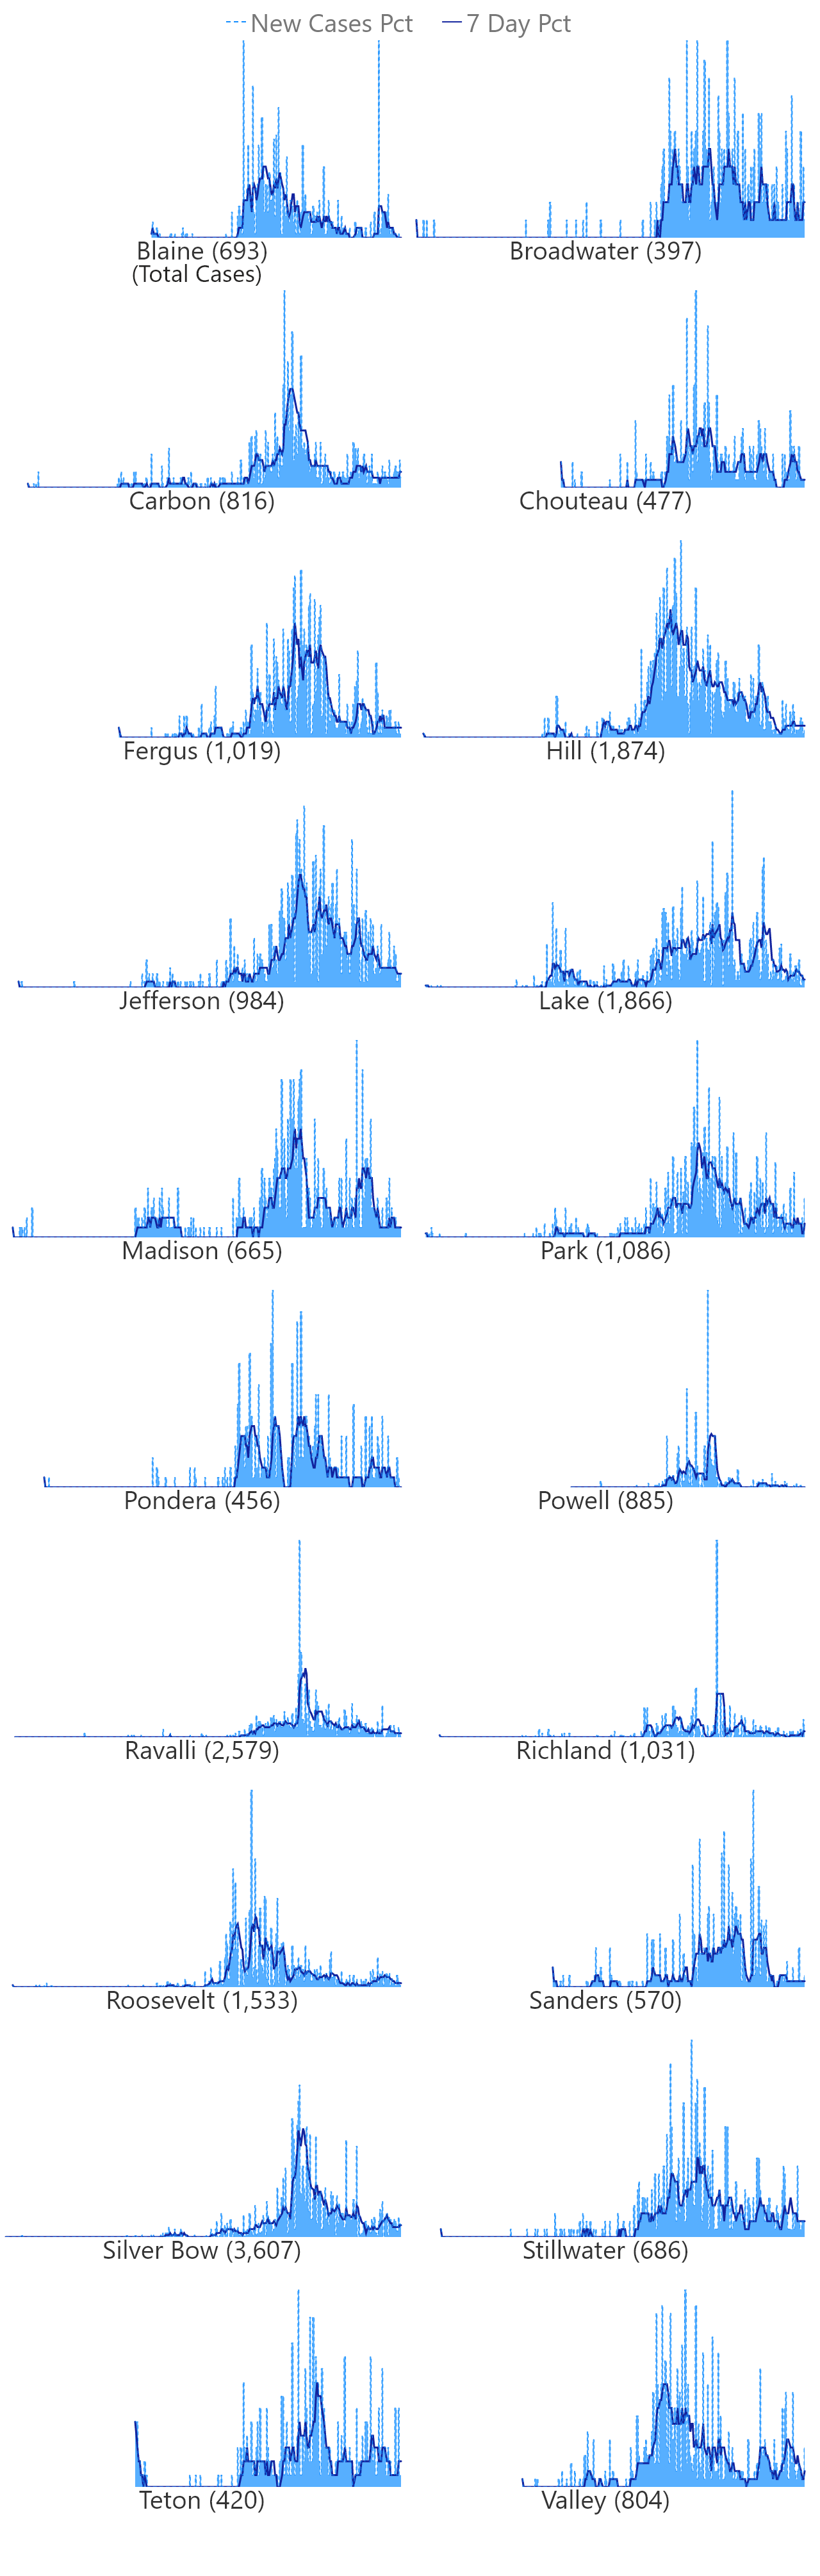 New Cases Pct 7 Day Pct
Blaine (693) Broadwater (397)
(Total Cases)
Carbon (816) Chouteau (477)
Fergus (1,019) Hill (1,874)
Jefferson (984) Lake (1,866)
Madison (665) Park (1,086)
Pondera (456) Powell (885)
Ravalli (2,579) Richland (1,031)
Roosevelt (1,533) Sanders (570)
Silver Bow (3,607) Stillwater (686)
Teton (420) Valley (804)